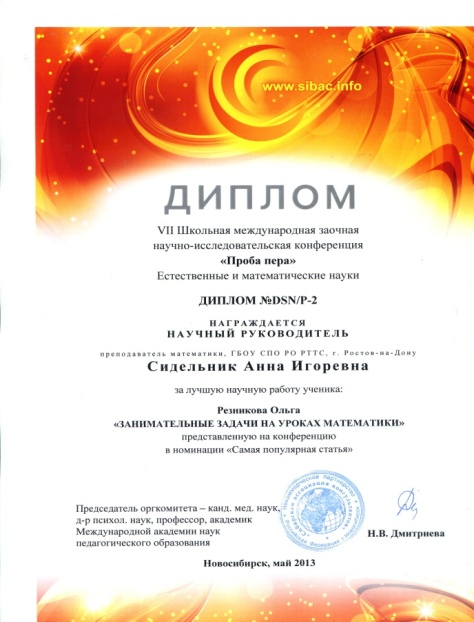 www.sibac.info
ДИПЛОМ
VII Школьная международная заочная
научно-исследовательская конференция
«Проба пера»
Естественные и математические науки
ДИПЛОМ №DSN/P-2
НАГРАЖДАЕТСЯ
НАУЧНЫЙ РУКОВОДИТЕЛЬ
преподаватель математики, ГБОУ СПО РО РТТС, г. Ростов-на-Дону
Сидельник Анна Игоревна
за лучшую научную работу ученика:
Резникова Ольга
«ЗАНИМАТЕЛЬНЫЕ ЗАДАЧИ НА УРОКАХ МАТЕМАТИКИ»
представленную на конференцию
в номинации «Самая популярная статья»
Председатель оргкомитета – канд. мед. наук,
д-р психол. наук, профессор, академик
Международной академии наук
педагогического образования
Н.В. Дмитриева
Новосибирск, май 2013